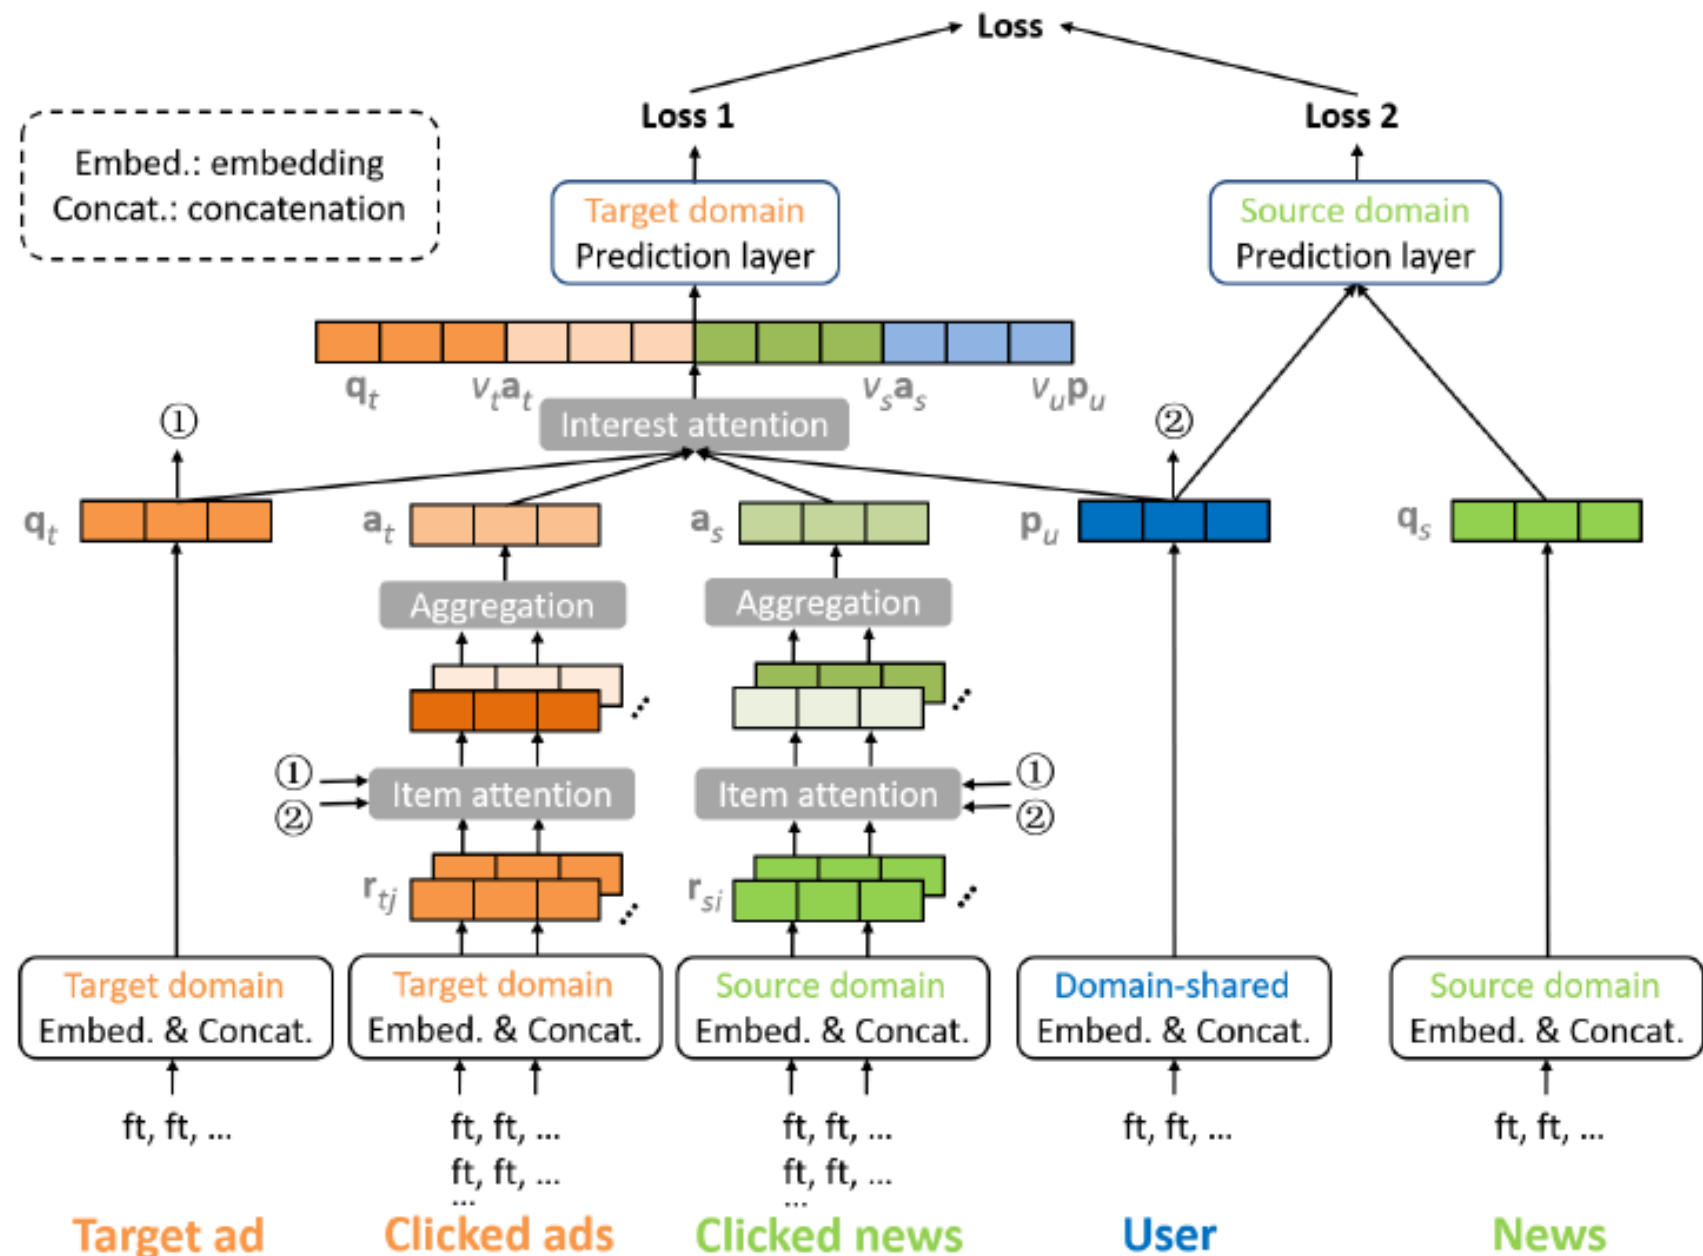 Loss
Loss 1
Loss 2
Embed.: embedding
Concat.: concatenation
Target domain
Prediction layer
Source domain
Prediction layer
q_t
v_t a_t
v_s a_s
v_u p_u
Interest attention
①
②
q_t
a_t
a_s
p_u
q_s
Aggregation
Aggregation
①
②
Item attention
Item attention
①
②
r_tj
r_si
Target domain
Embed. & Concat.
Target domain
Embed. & Concat.
Source domain
Embed. & Concat.
Domain-shared
Embed. & Concat.
Source domain
Embed. & Concat.
ft, ft, ...
ft, ft, ...
ft, ft, ...
...
ft, ft, ...
ft, ft, ...
...
ft, ft, ...
ft, ft, ...
Target ad
Clicked ads
Clicked news
User
News